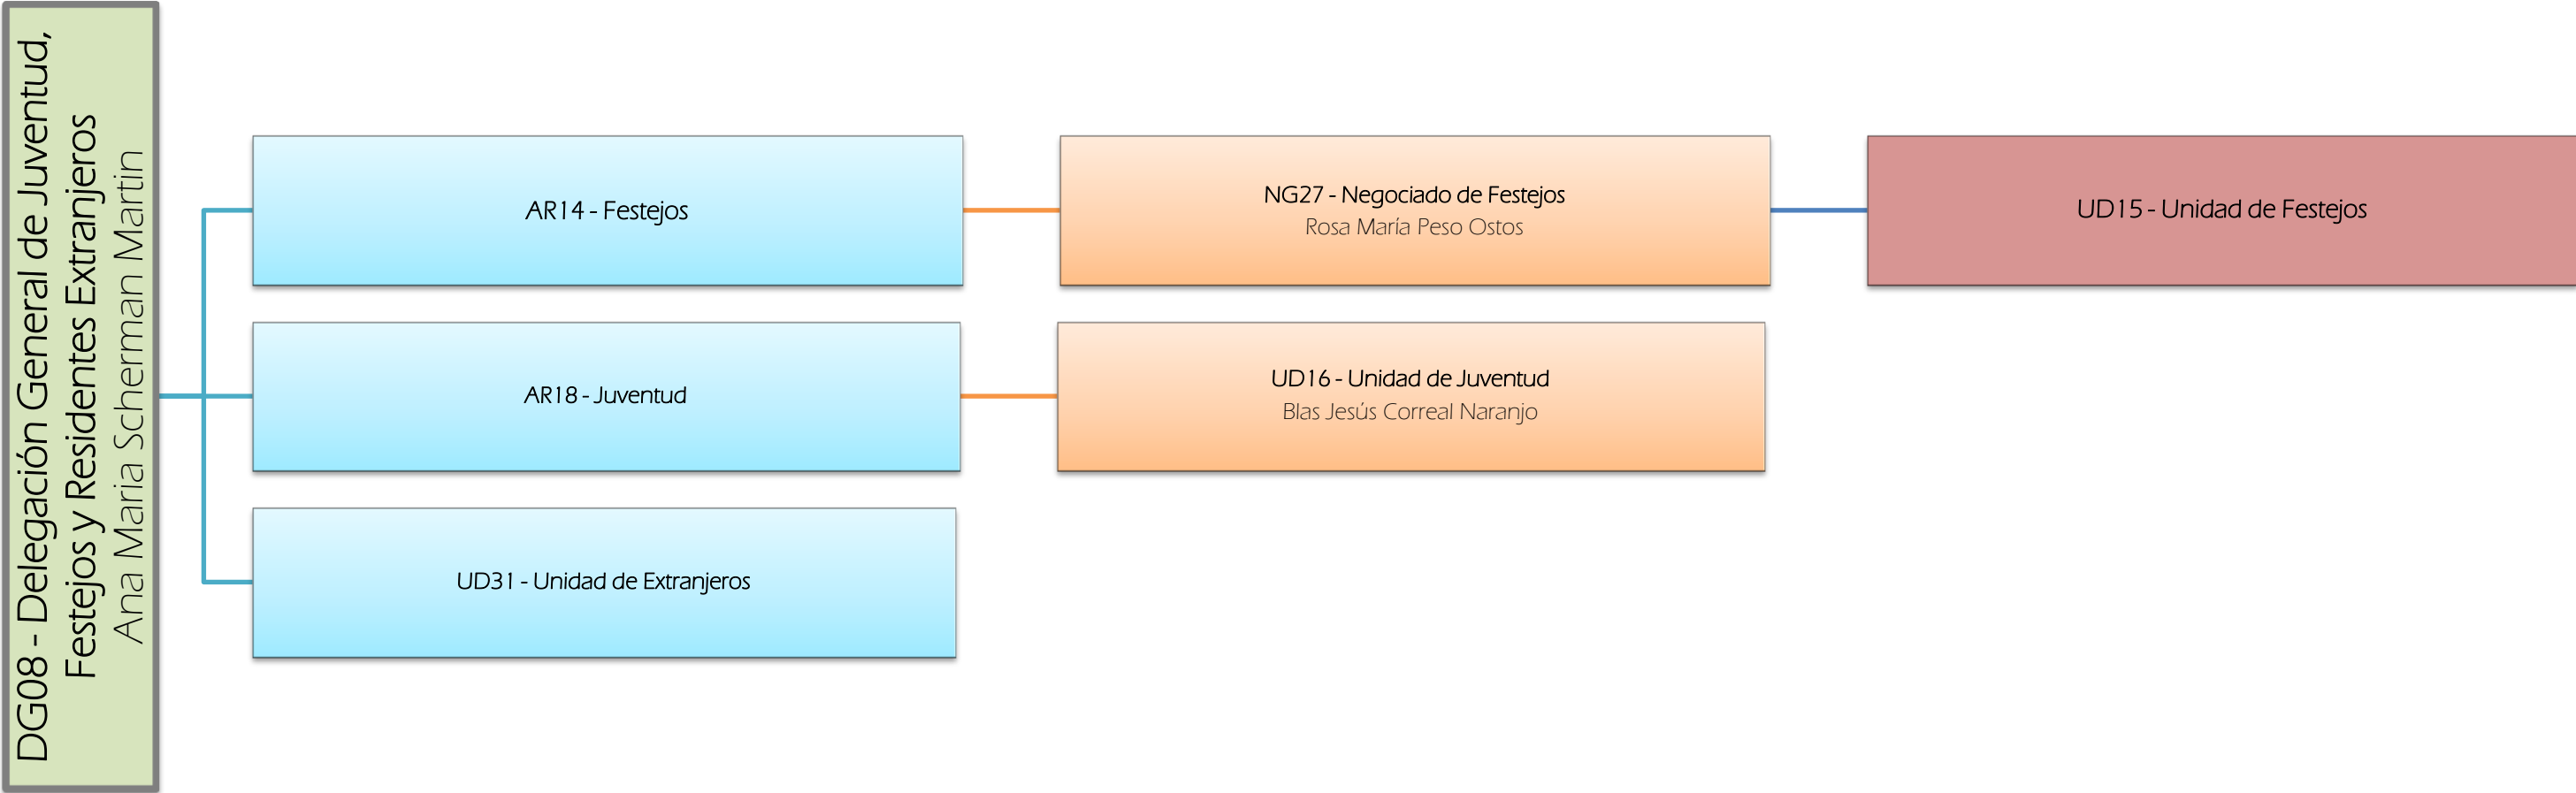 DG08 - Delegación General de Juventud,
Festejos y Residentes Extranjeros
Ana Maria Scherman Martin
AR14 - Festejos
NG27 - Negociado de Festejos
Rosa María Peso Ostos
UD15 - Unidad de Festejos
AR18 - Juventud
UD16 - Unidad de Juventud
Blas Jesús Correal Naranjo
UD31 - Unidad de Extranjeros